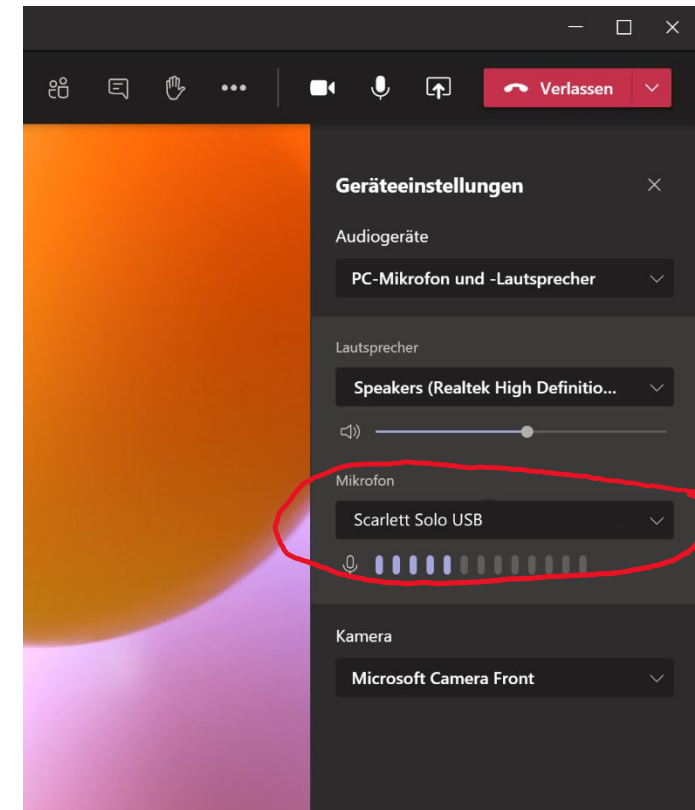 Verlassen
Geräteeinstellungen
Audiogeräte
PC-Mikrofon und -Lautsprecher
Lautsprecher
Speakers (Realtek High Definitio...
Mikrofon
Scarlett Solo USB
Kamera
Microsoft Camera Front